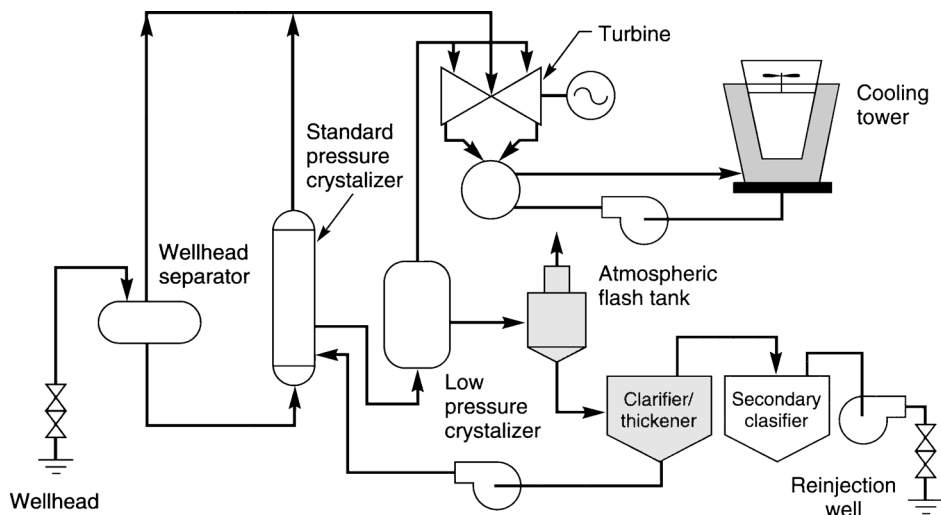 Turbine
Cooling
tower
Standard
pressure
crystalizer
Wellhead
separator
Atmospheric
flash tank
Low
pressure
crystalizer
Clarifier/
thickener
Secondary
clasifier
Wellhead
Reinjection
well